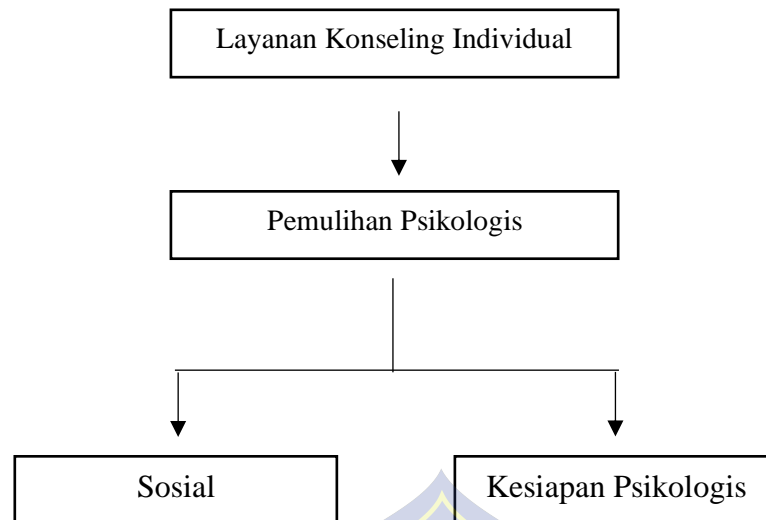 Layanan Konseling Individual
Pemulihan Psikologis
Sosial
Kesiapan Psikologis